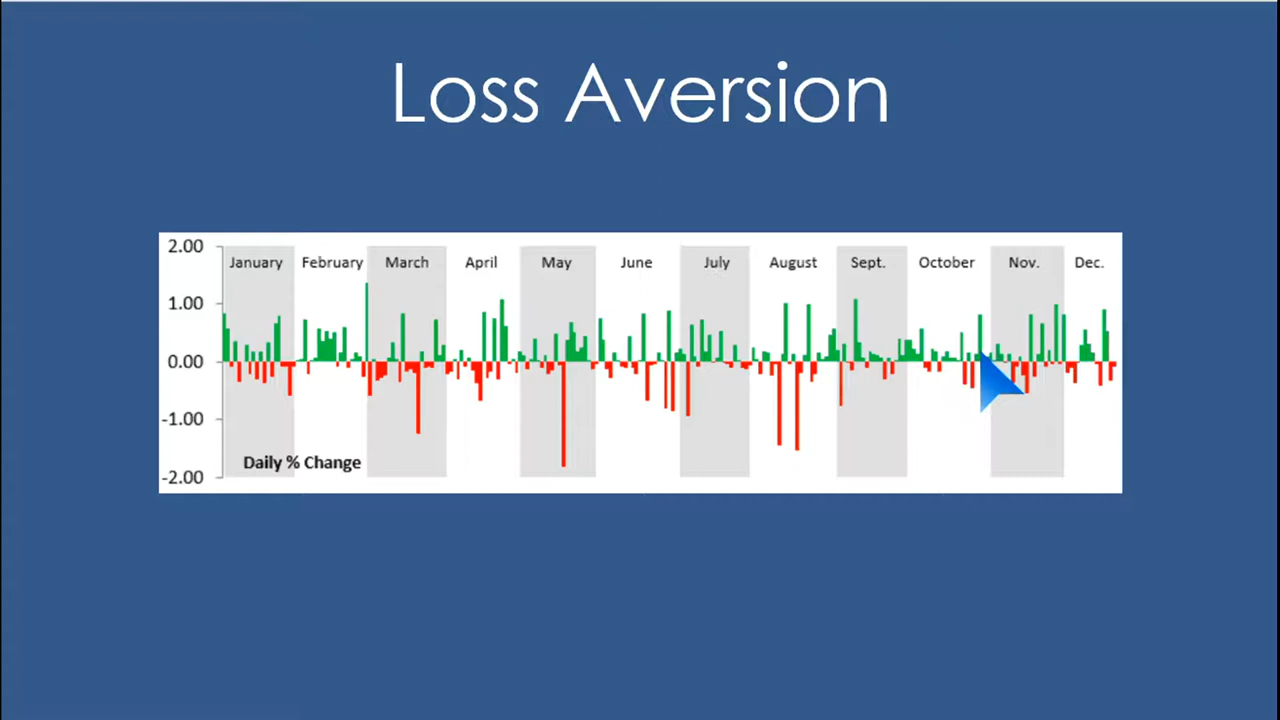 Loss Aversion
2.00
January February March April May June July August Sept. October Nov. Dec.
1.00
0.00
-1.00
Daily % Change
-2.00